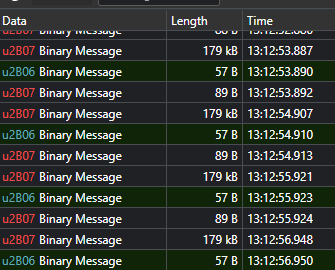 Data Length Time
u2B07 Binary Message 88 B 13:12:52.880
u2B07 Binary Message 179 kB 13:12:53.887
u2B06 Binary Message 57 B 13:12:53.890
u2B07 Binary Message 89 B 13:12:53.892
u2B07 Binary Message 179 kB 13:12:54.907
u2B06 Binary Message 57 B 13:12:54.910
u2B07 Binary Message 89 B 13:12:54.913
u2B07 Binary Message 179 kB 13:12:55.921
u2B06 Binary Message 57 B 13:12:55.923
u2B07 Binary Message 89 B 13:12:55.924
u2B07 Binary Message 179 kB 13:12:56.948
u2B06 Binary Message 57 B 13:12:56.950